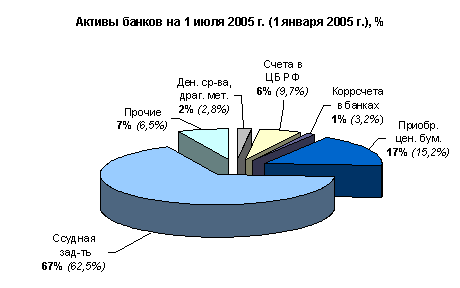 Активы банков на 1 июля 2005 г. (1 января 2005 г.), %
Счета в
ЦБ РФ
6% (9,7%)
Ден. ср-ва,
драг. мет.
2% (2,8%)
Коррсчета
в банках
1% (3,2%)
Прочие
7% (6,5%)
Приобр.
цен. бум.
17% (15,2%)
Ссудная
зад-ть
67% (62,5%)